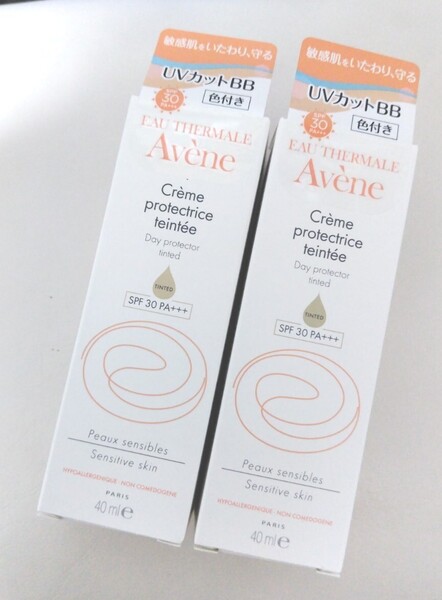 敏感肌をいたわり、守る
UVカットBB
SPF
30
PA+++
色付き
EAU THERMALE
Avène
Crème
protectrice
teintée
Day protector
tinted
TINTED
SPF 30 PA+++
Peaux sensibles
Sensitive skin
HYPOALLERGENIQUE - NON COMEDOGENE
PARIS
40 ml e
敏感肌をいたわり、守る
UVカットBB
SPF
30
PA+++
色付き
EAU THERMALE
Avène
Crème
protectrice
teintée
Day protector
tinted
TINTED
SPF 30 PA+++
Peaux sensibles
Sensitive skin
HYPOALLERGENIQUE - NON COMEDOGENE
PARIS
40 ml e